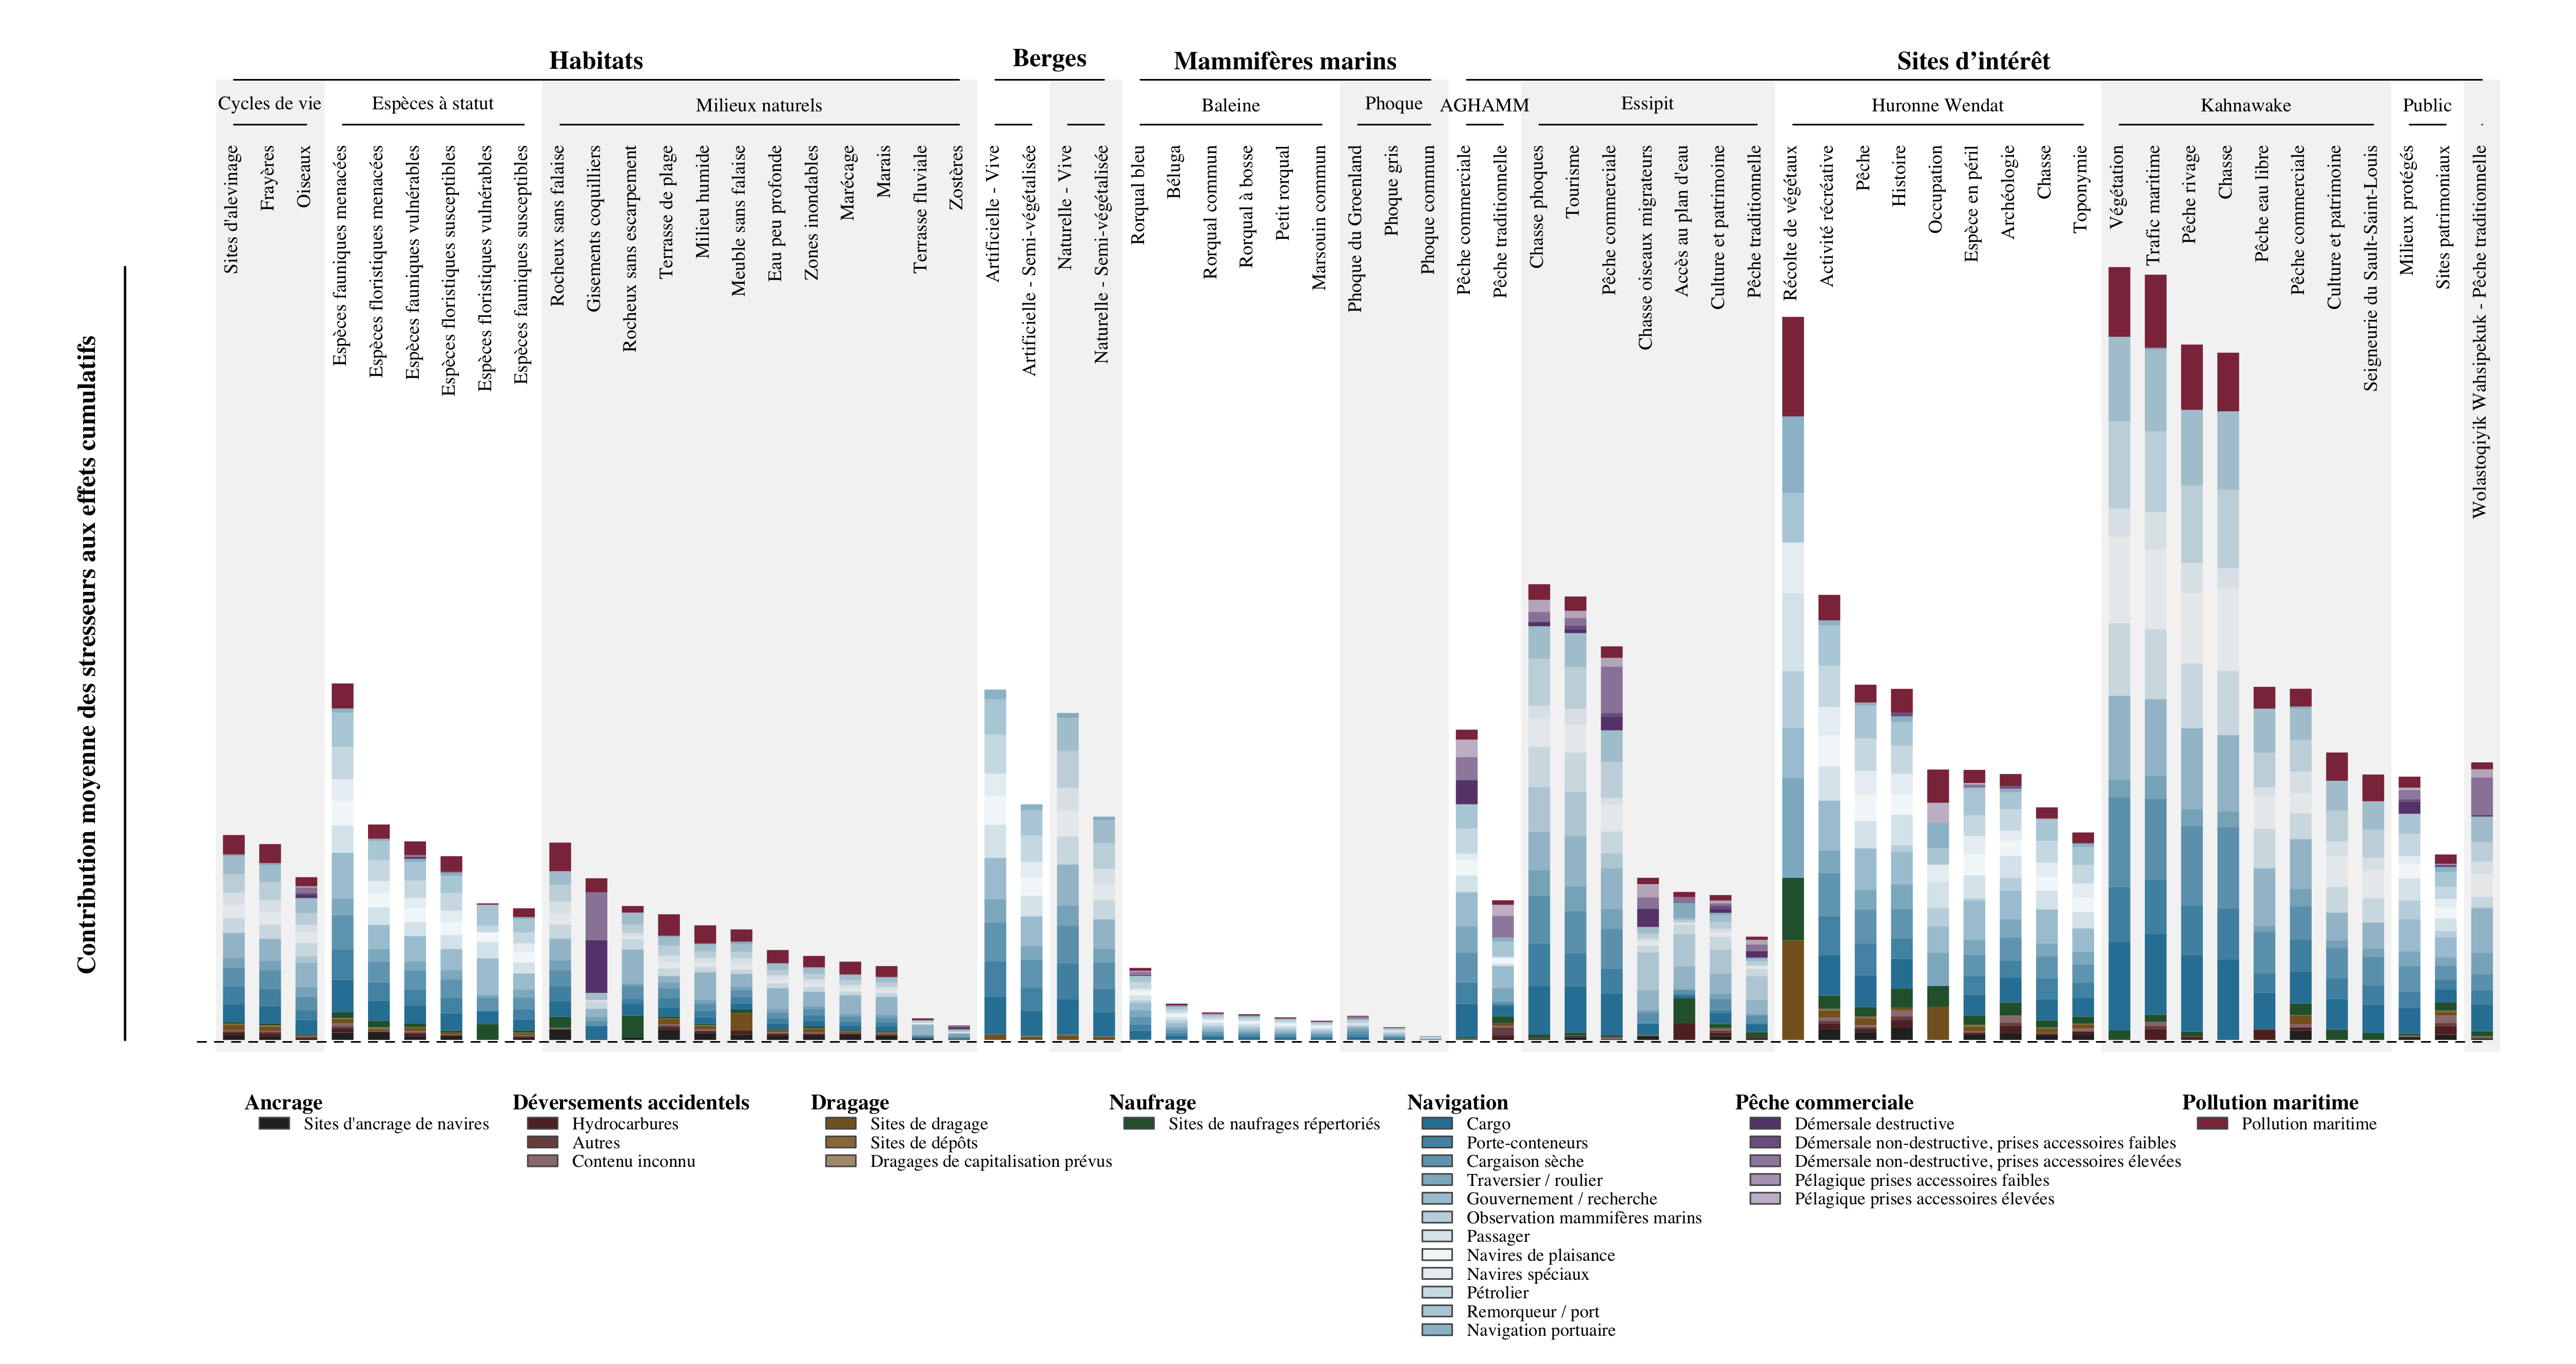 Habitats
Berges
Mammifères marins
Sites d’intérêt
Cycles de vie
Espèces à statut
Milieux naturels
Baleine
Phoque
AGHAMM
Essipit
Huronne Wendat
Kahnawake
Public
.
Sites d'alevinage
Frayères
Oiseaux
Espèces fauniques menacées
Espèces floristiques menacées
Espèces fauniques vulnérables
Espèces floristiques susceptibles
Espèces floristiques vulnérables
Espèces fauniques susceptibles
Rocheux sans falaise
Gisements coquilliers
Rocheux sans escarpement
Terrasse de plage
Milieu humide
Meuble sans falaise
Eau peu profonde
Zones inondables
Marécage
Marais
Terrasse fluviale
Zostères
Artificielle - Vive
Artificielle - Semi-végétalisée
Naturelle - Vive
Naturelle - Semi-végétalisée
Rorqual bleu
Béluga
Rorqual commun
Rorqual à bosse
Petit rorqual
Marsouin commun
Phoque du Groenland
Phoque gris
Phoque commun
Pêche commerciale
Pêche traditionnelle
Chasse phoques
Tourisme
Pêche commerciale
Chasse oiseaux migrateurs
Accès au plan d'eau
Culture et patrimoine
Pêche traditionnelle
Récolte de végétaux
Activité récréative
Pêche
Histoire
Occupation
Espèce en péril
Archéologie
Chasse
Toponymie
Végétation
Trafic maritime
Pêche rivage
Chasse
Pêche eau libre
Pêche commerciale
Culture et patrimoine
Seigneurie du Sault-Saint-Louis
Milieux protégés
Sites patrimoniaux
Wolastoqiyik Wahsipekuk - Pêche traditionnelle
Contribution moyenne des stresseurs aux effets cumulatifs
Ancrage
Sites d'ancrage de navires
Déversements accidentels
Hydrocarbures
Autres
Contenu inconnu
Dragage
Sites de dragage
Sites de dépôts
Dragages de capitalisation prévus
Naufrage
Sites de naufrages répertoriés
Navigation
Cargo
Porte-conteneurs
Cargaison sèche
Traversier / roulier
Gouvernement / recherche
Observation mammifères marins
Passager
Navires de plaisance
Navires spéciaux
Pétrolier
Remorqueur / port
Navigation portuaire
Pêche commerciale
Démersale destructive
Démersale non-destructive, prises accessoires faibles
Démersale non-destructive, prises accessoires élevées
Pélagique prises accessoires faibles
Pélagique prises accessoires élevées
Pollution maritime
Pollution maritime